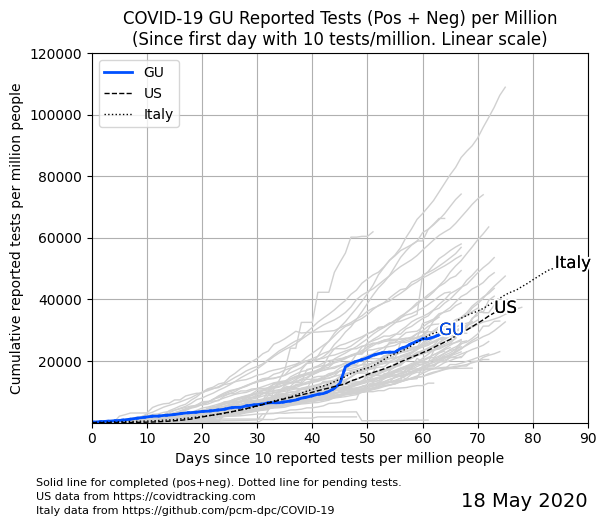 COVID-19 GU Reported Tests (Pos + Neg) per Million
(Since first day with 10 tests/million. Linear scale)
Cumulative reported tests per million people
120000
100000
80000
60000
40000
20000
GU
US
Italy
Italy
US
GU
0 10 20 30 40 50 60 70 80 90
Days since 10 reported tests per million people
Solid line for completed (pos+neg). Dotted line for pending tests.
US data from https://covidtracking.com
Italy data from https://github.com/pcm-dpc/COVID-19
18 May 2020